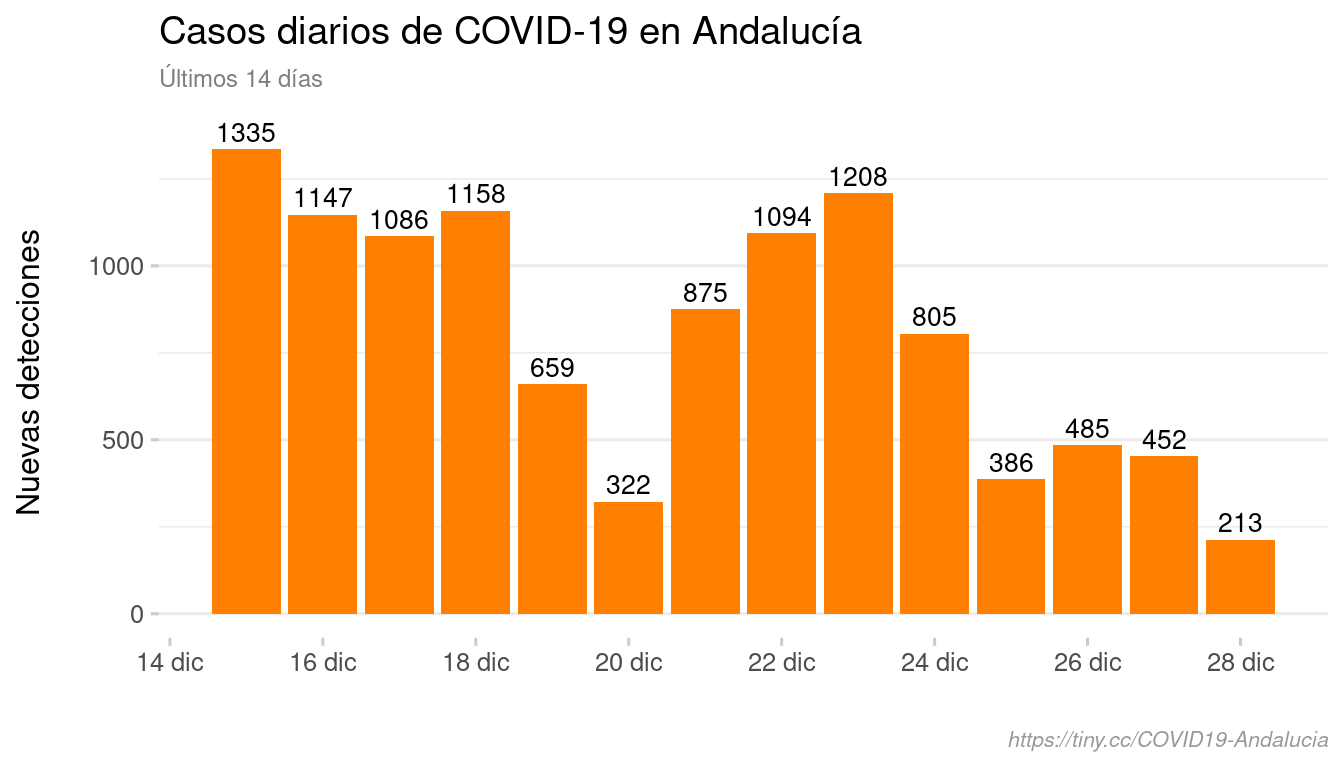 Casos diarios de COVID-19 en Andalucía
Últimos 14 días
Nuevas detecciones
1335
1147
1086
1158
659
322
875
1094
1208
805
386
485
452
213
1000
500
0
14 dic
16 dic
18 dic
20 dic
22 dic
24 dic
26 dic
28 dic
https://tiny.cc/COVID19-Andalucia